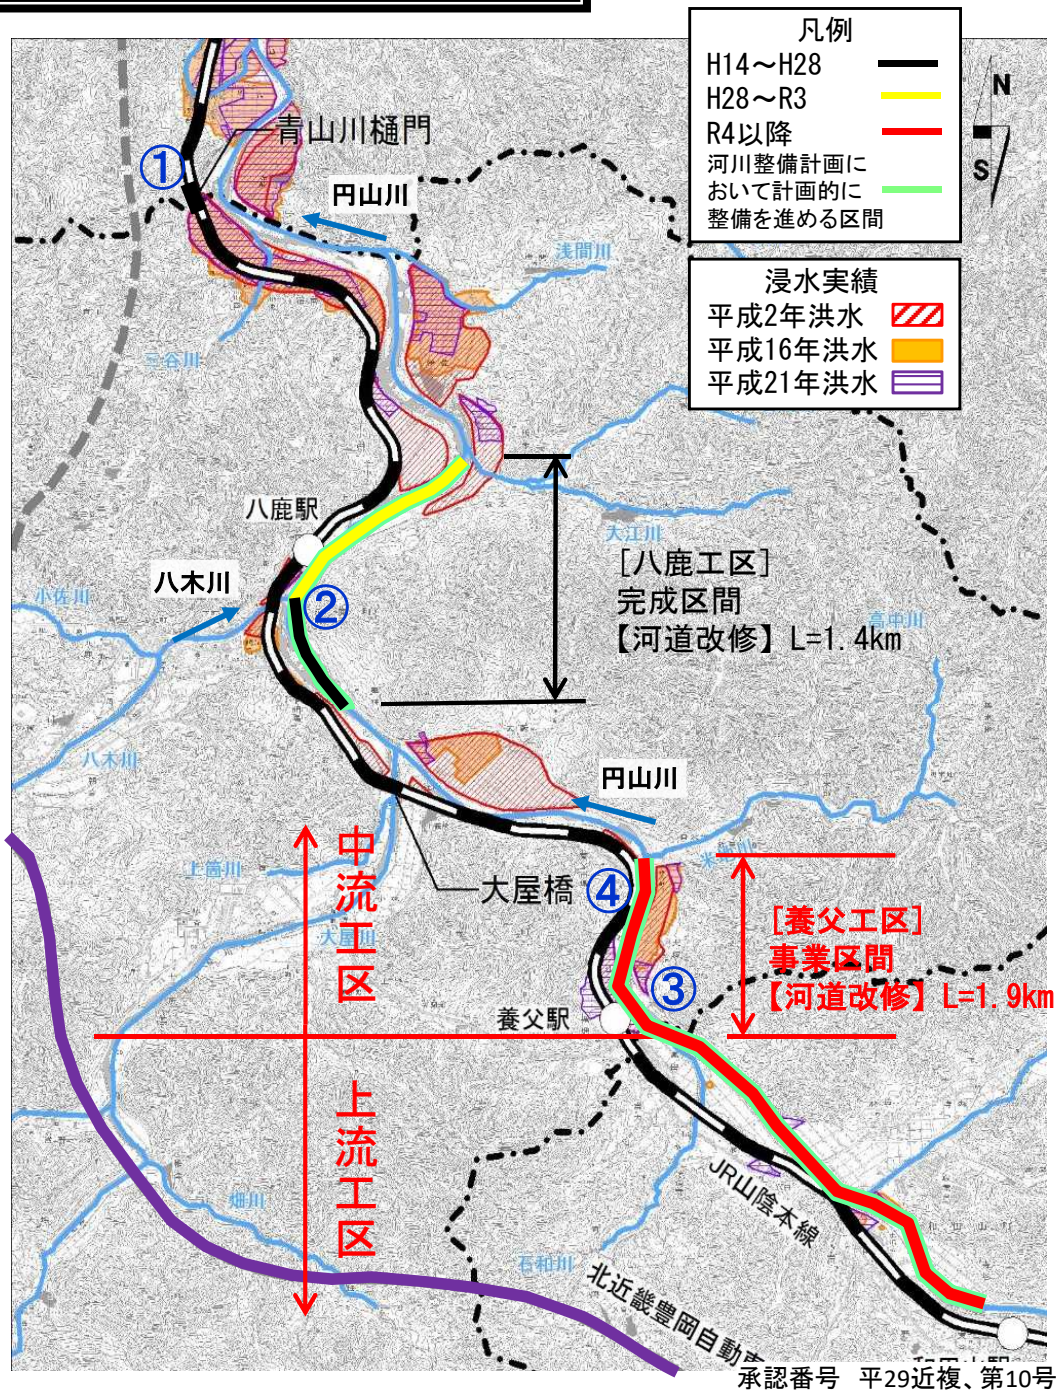 凡例
H14～H28
H28～R3
R4以降
河川整備計画に
おいて計画的に
整備を進める区間
N
S
浸水実績
平成2年洪水
平成16年洪水
平成21年洪水
青山川樋門
①
円山川
浅間川
三谷川
八鹿駅
大江川
[八鹿工区]
完成区間
【河道改修】L=1.4km
八木川
小佐川
②
高中川
八木川
円山川
中流工区
上箇川
大屋川
大屋橋
④
[養父工区]
事業区間
【河道改修】L=1.9km
③
養父駅
上流工区
畑川
石和川
JR山陰本線
北近畿豊岡自動車
承認番号 平29近複、第10号